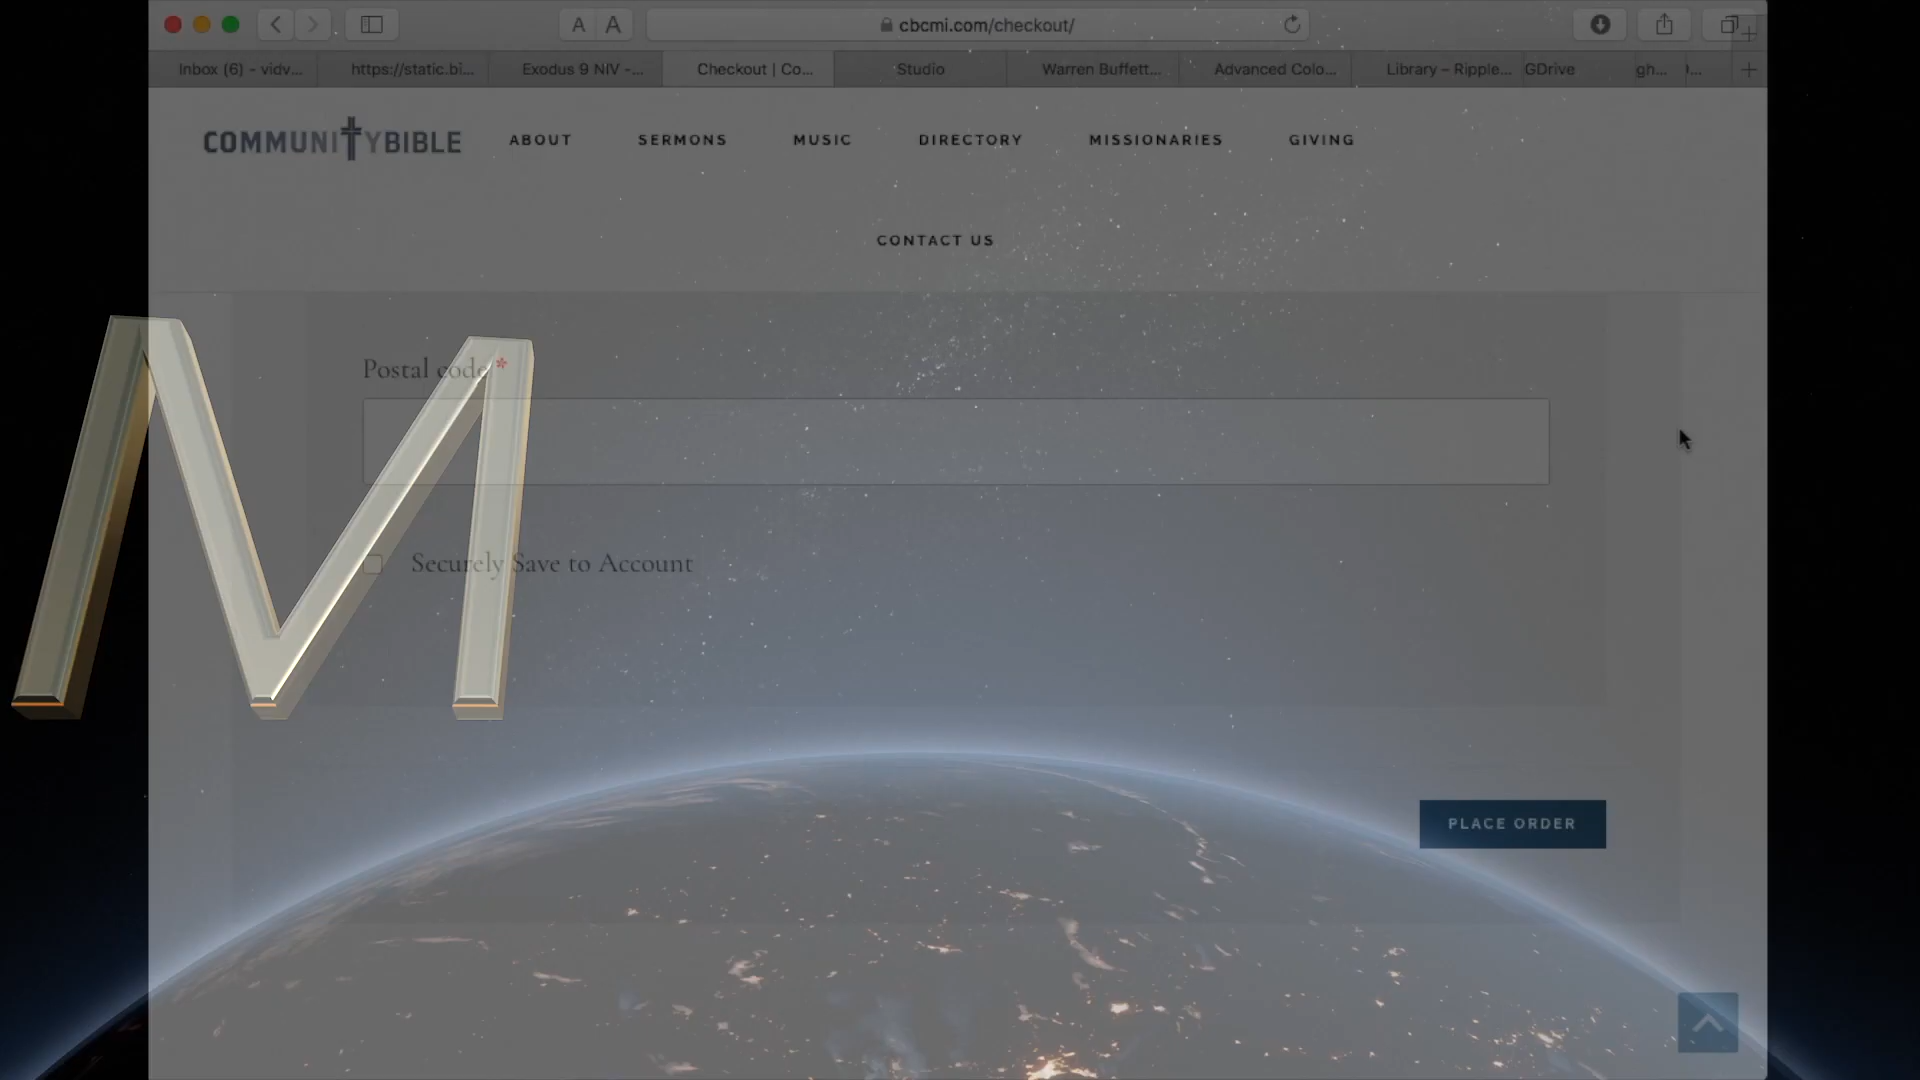 A A
cbcmi.com/checkout/
Inbox (6) - vidv... https://static.bi... Exodus 9 NIV -... Checkout | Co... Studio Warren Buffett... Advanced Colo... Library – Ripple... GDrive gh...
COMMUNITYBIBLE ABOUT SERMONS MUSIC DIRECTORY MISSIONARIES GIVING
CONTACT US
M
Postal code *
Securely Save to Account
PLACE ORDER